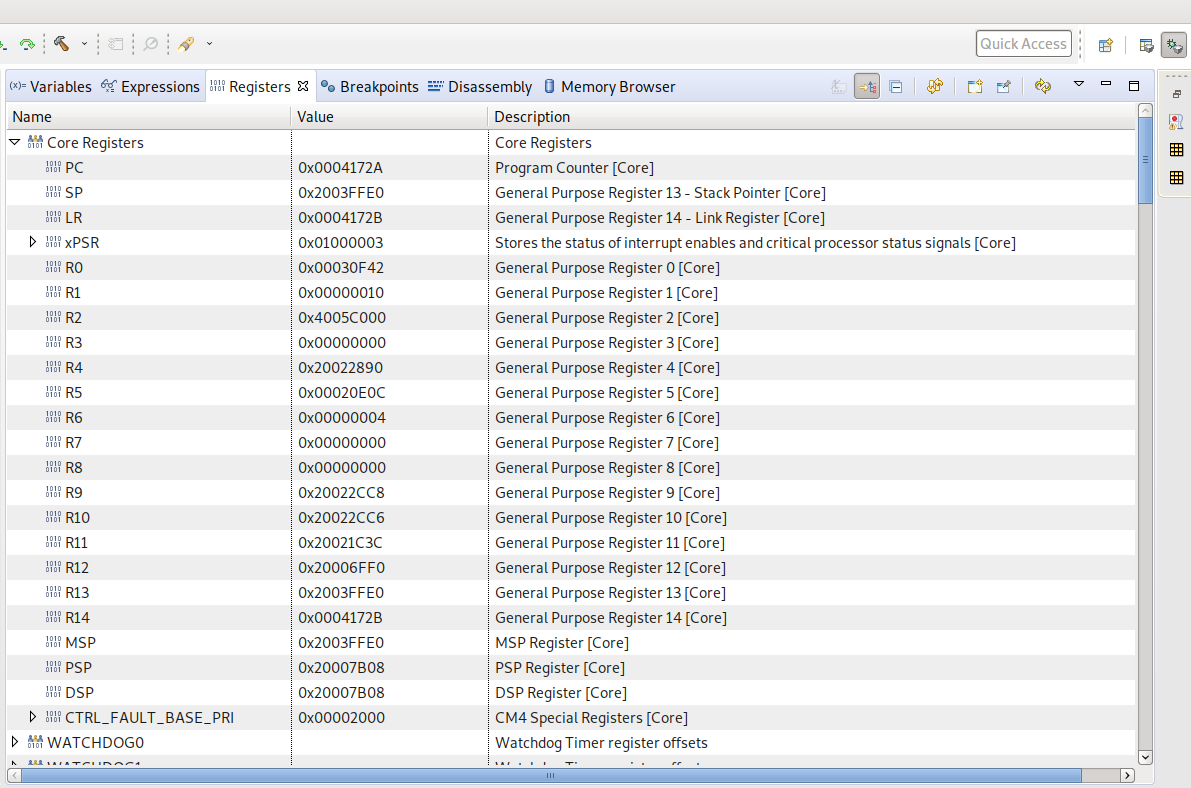 Quick Access
(x)= Variables Expressions Registers Breakpoints Disassembly Memory Browser
Name Value Description
Core Registers Core Registers
PC 0x0004172A Program Counter [Core]
SP 0x2003FFE0 General Purpose Register 13 - Stack Pointer [Core]
LR 0x0004172B General Purpose Register 14 - Link Register [Core]
xPSR 0x01000003 Stores the status of interrupt enables and critical processor status signals [Core]
R0 0x00030F42 General Purpose Register 0 [Core]
R1 0x00000010 General Purpose Register 1 [Core]
R2 0x4005C000 General Purpose Register 2 [Core]
R3 0x00000000 General Purpose Register 3 [Core]
R4 0x20022890 General Purpose Register 4 [Core]
R5 0x00020E0C General Purpose Register 5 [Core]
R6 0x00000004 General Purpose Register 6 [Core]
R7 0x00000000 General Purpose Register 7 [Core]
R8 0x00000000 General Purpose Register 8 [Core]
R9 0x20022CC8 General Purpose Register 9 [Core]
R10 0x20022CC6 General Purpose Register 10 [Core]
R11 0x20021C3C General Purpose Register 11 [Core]
R12 0x20006FF0 General Purpose Register 12 [Core]
R13 0x2003FFE0 General Purpose Register 13 [Core]
R14 0x0004172B General Purpose Register 14 [Core]
MSP 0x2003FFE0 MSP Register [Core]
PSP 0x20007B08 PSP Register [Core]
DSP 0x20007B08 DSP Register [Core]
CTRL_FAULT_BASE_PRI 0x00002000 CM4 Special Registers [Core]
WATCHDOG0 Watchdog Timer register offsets